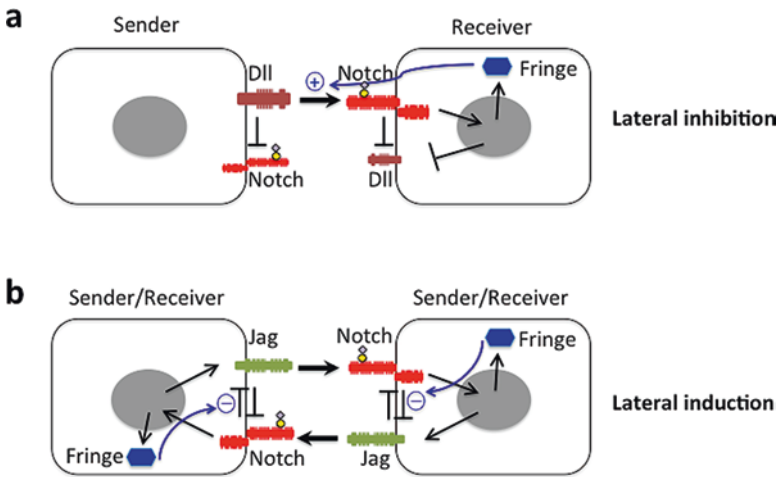 a
Sender
Receiver
Dll
Notch
Fringe
+
Lateral inhibition
Notch
Dll
b
Sender/Receiver
Sender/Receiver
Jag
Notch
Fringe
−
−
Lateral induction
Fringe
Notch
Jag